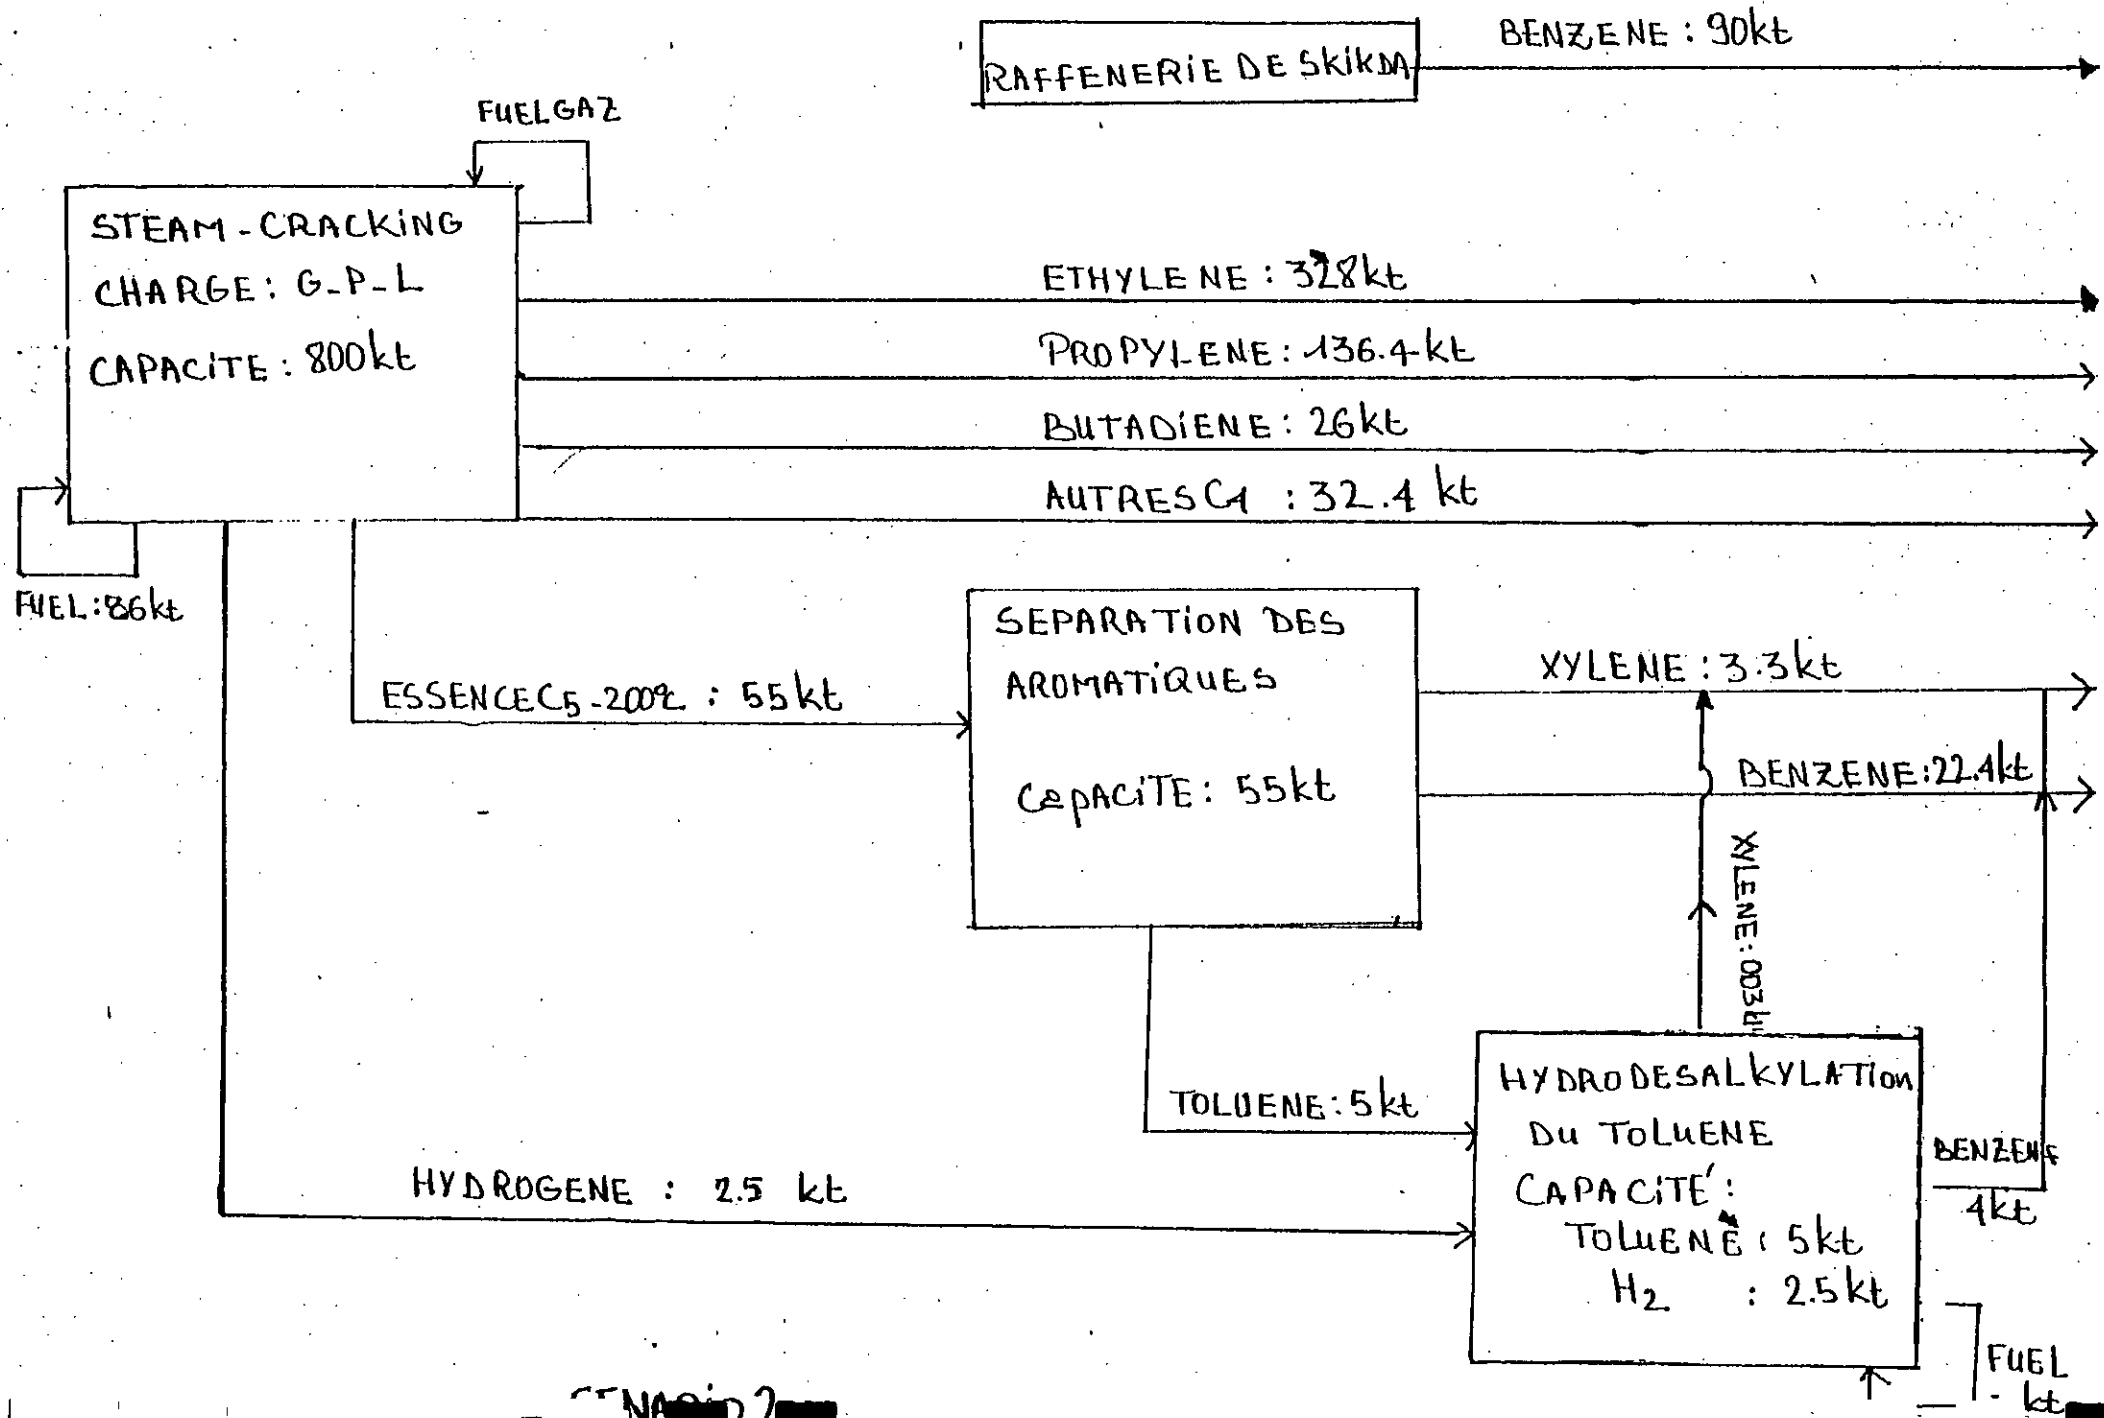 BENZENE : 90kt
RAFFENERIE DE SKIKDA
FUELGAZ
STEAM-CRACKING
CHARGE: G-P-L
CAPACITE: 800kt
ETHYLENE : 328kt
PROPYLENE: 136.4 kt
BUTADIENE: 26kt
AUTRES C4 : 32.4 kt
FUEL: 86kt
SEPARATION DES
AROMATIQUES
CAPACITE: 55kt
ESSENCE C5-200 : 55kt
XYLENE : 3.3kt
BENZENE: 22.4kt
XYLENE:
TOLUENE: 5kt
HYDROGENE : 2.5 kt
HYDRODESALKYLATION
DU TOLUENE
CAPACITÉ:
TOLUENE : 5kt
H2 : 2.5kt
BENZENE
4kt
FUEL
kt